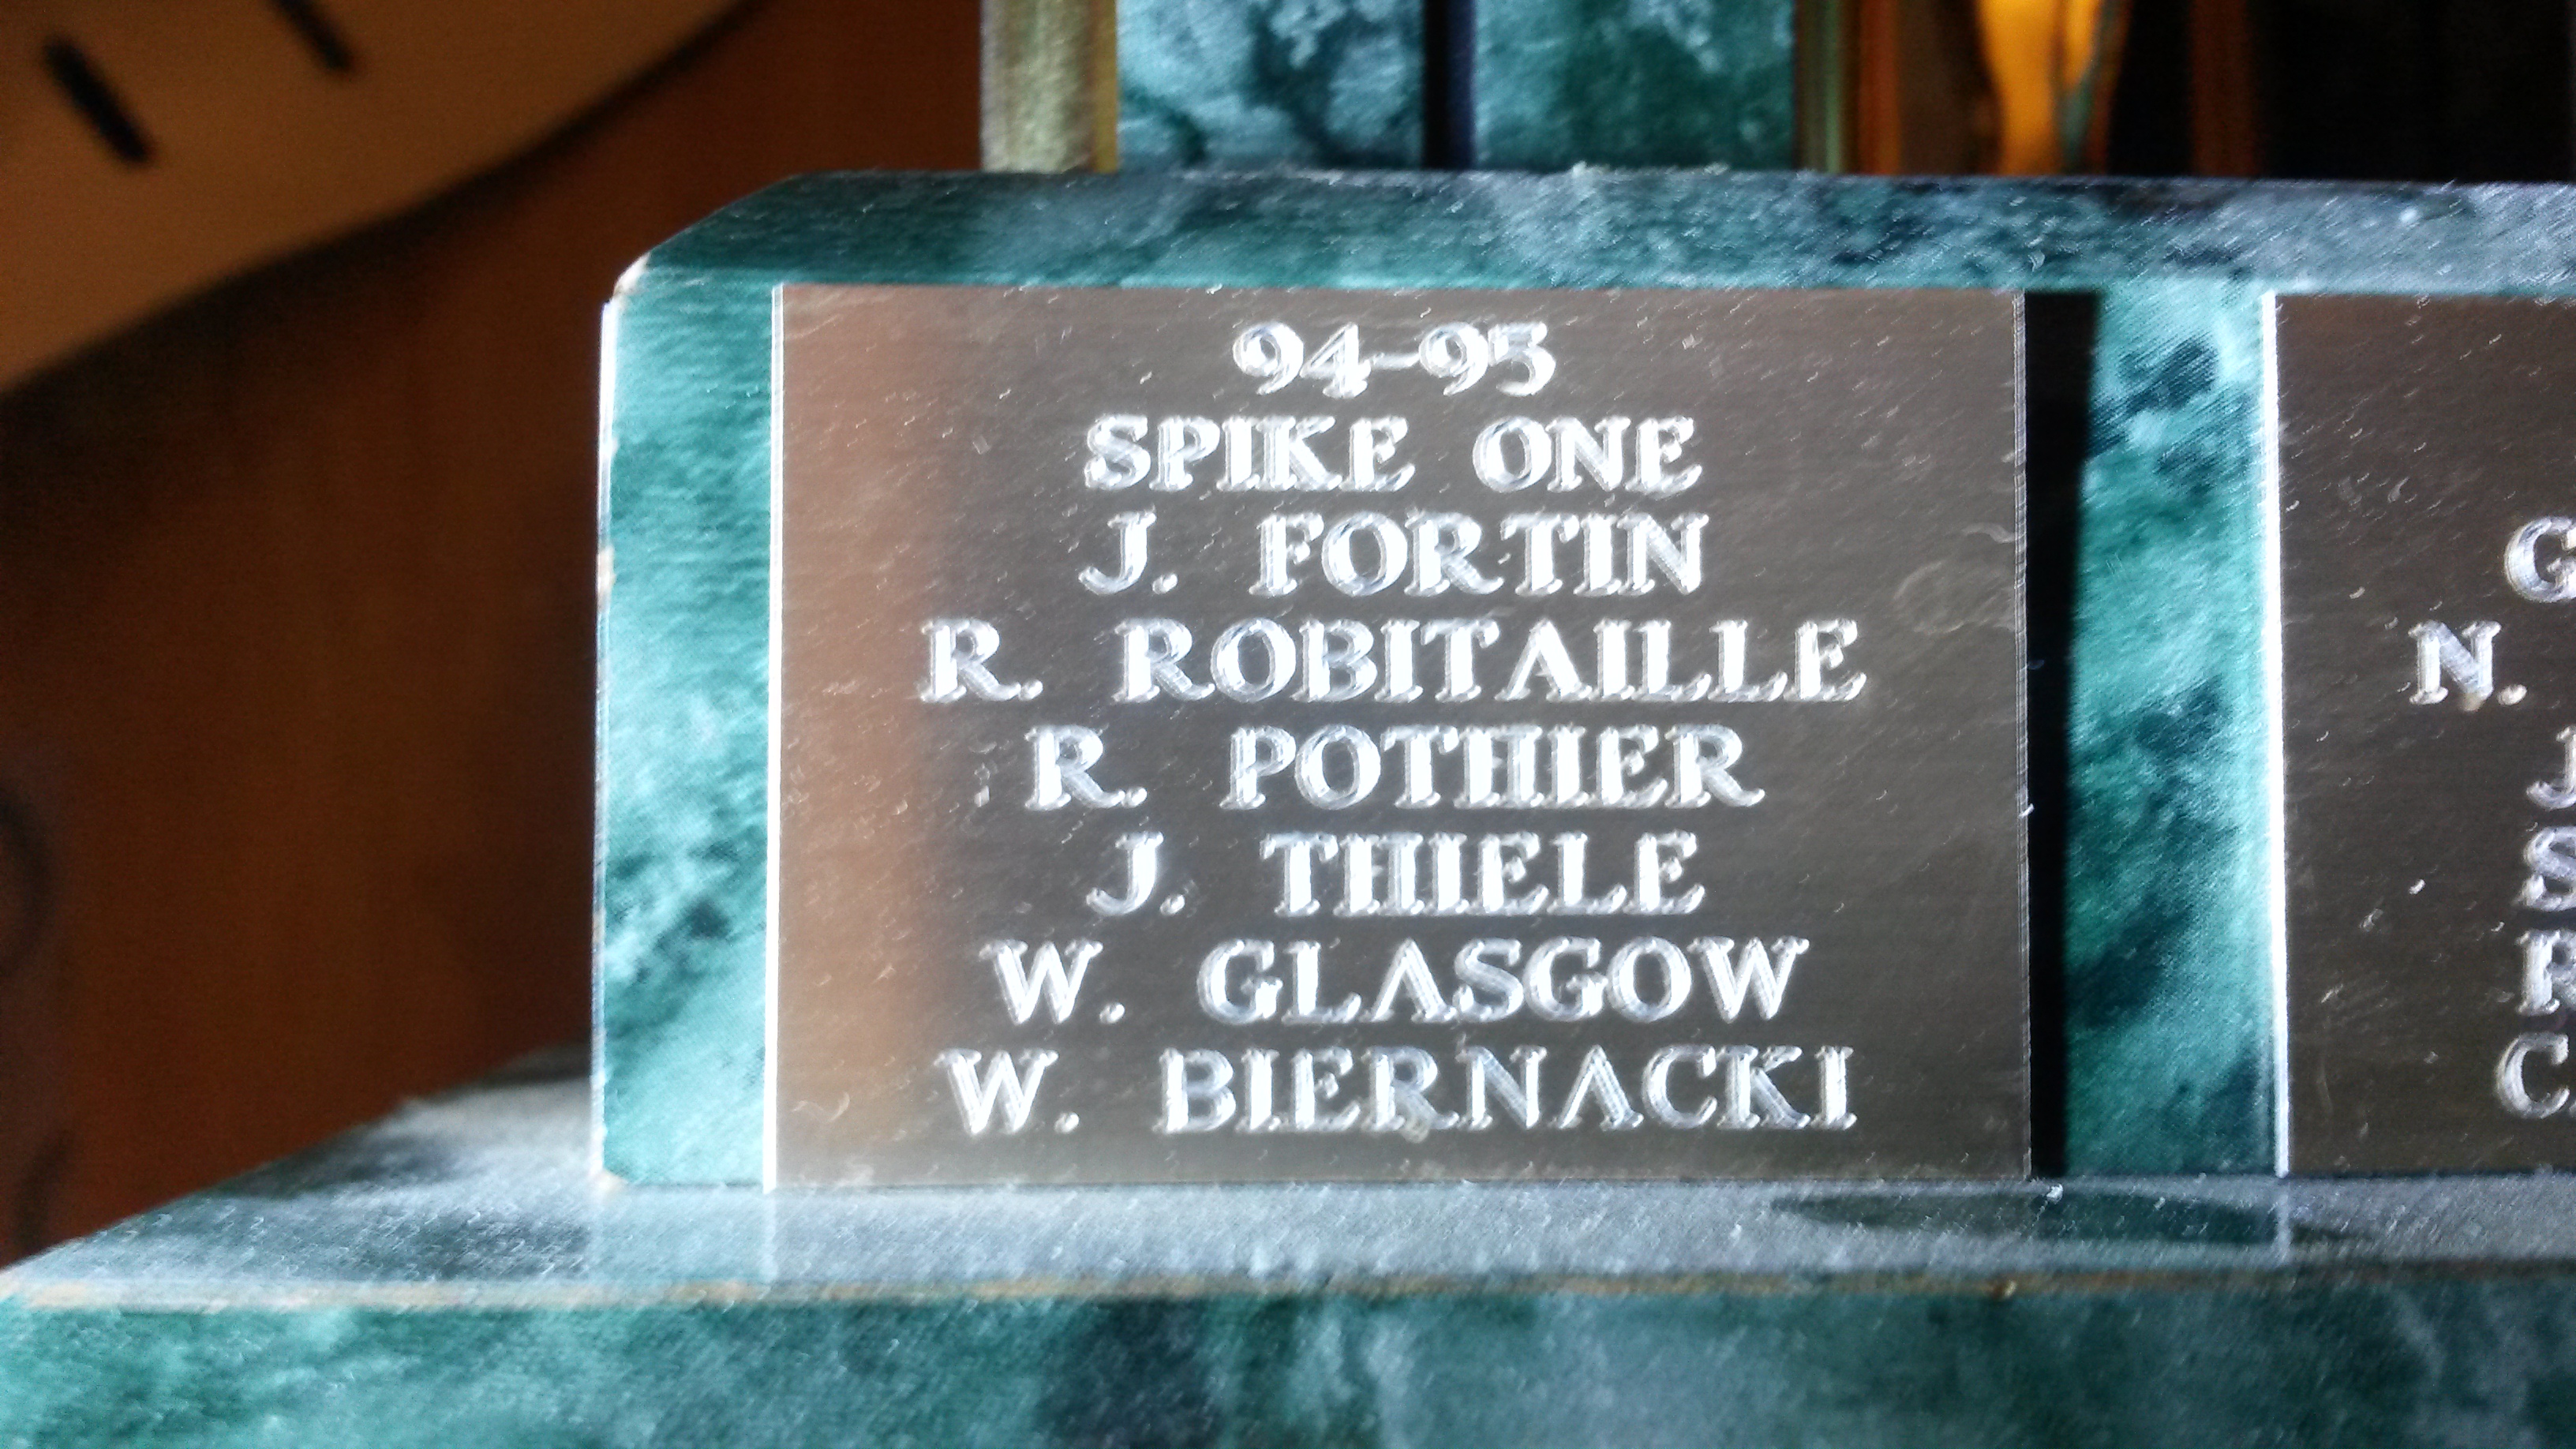 94-95
SPIKE ONE
J. FORTIN
R. ROBITAILLE
R. POTHIER
J. THIELE
W. GLASGOW
W. BIERNACKI
G
N.
J
S
R
C